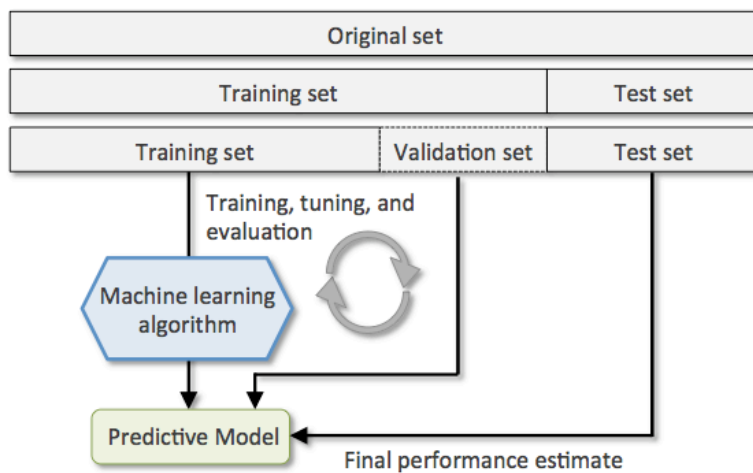 Original set
Training set
Test set
Training set
Validation set
Test set
Training, tuning, and
evaluation
Machine learning
algorithm
Predictive Model
Final performance estimate